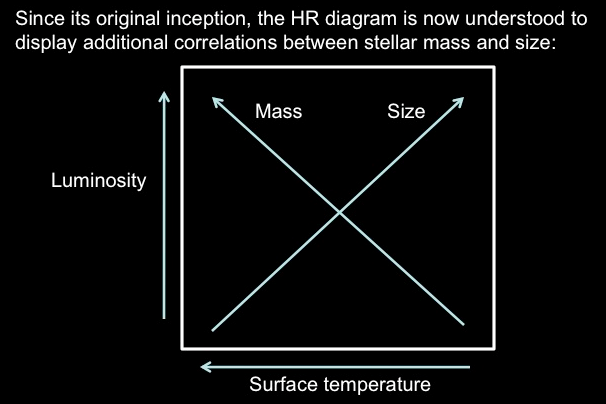 Since its original inception, the HR diagram is now understood to
display additional correlations between stellar mass and size:
Mass
Size
Luminosity
Surface temperature